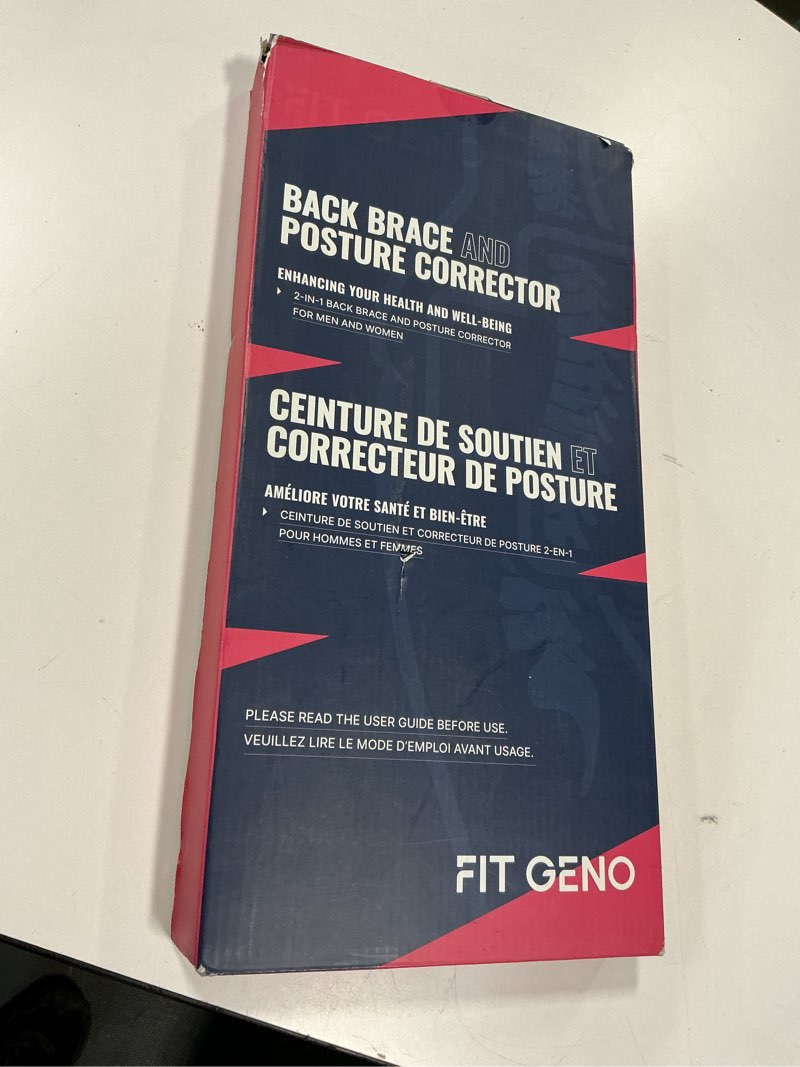 BACK BRACE AND
POSTURE CORRECTOR
ENHANCING YOUR HEALTH AND WELL-BEING
2-IN-1 BACK BRACE AND POSTURE CORRECTOR
FOR MEN AND WOMEN
CEINTURE DE SOUTIEN ET
CORRECTEUR DE POSTURE
AMÉLIORE VOTRE SANTÉ ET BIEN-ÊTRE
CEINTURE DE SOUTIEN ET CORRECTEUR DE POSTURE 2-EN-1
POUR HOMMES ET FEMMES
PLEASE READ THE USER GUIDE BEFORE USE.
VEUILLEZ LIRE LE MODE D'EMPLOI AVANT USAGE.
FIT GENO